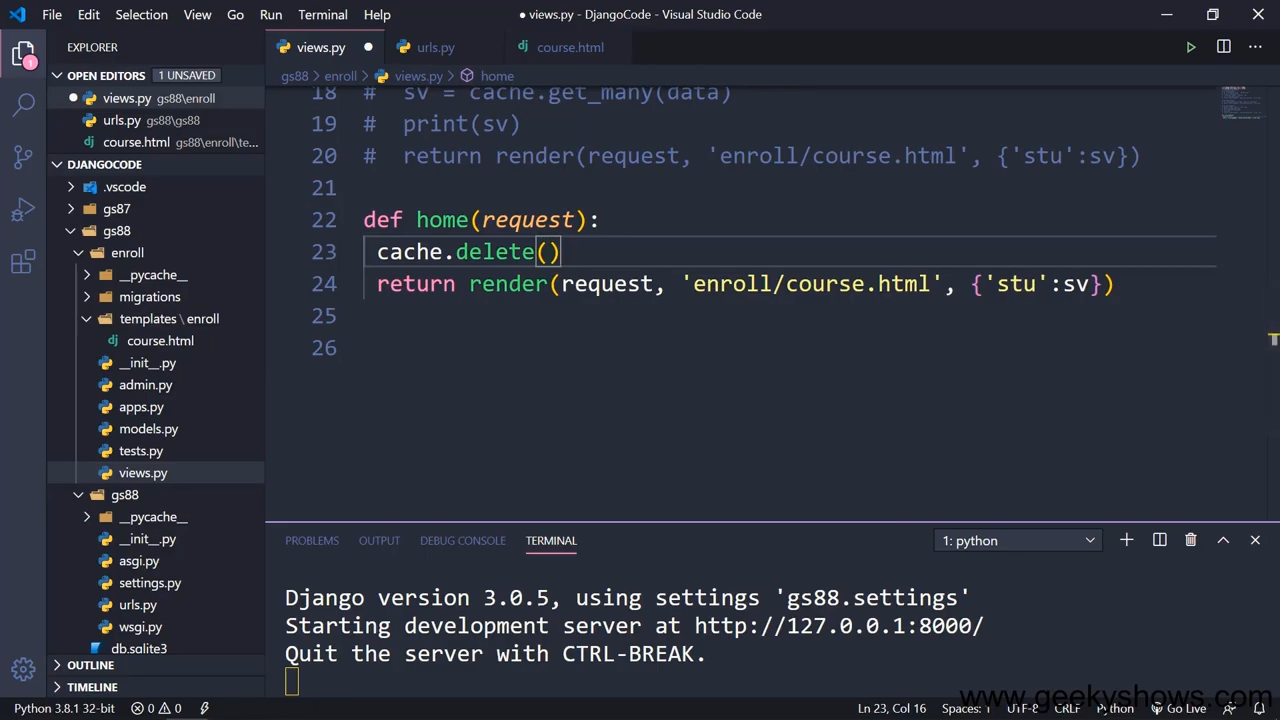 File Edit Selection View Go Run Terminal Help
● views.py - DjangoCode - Visual Studio Code
EXPLORER
OPEN EDITORS 1 UNSAVED
views.py gs88\enroll
urls.py gs88\gs88
course.html gs88\enroll\te...
DJANGOCODE
.vscode
gs87
gs88
enroll
__pycache__
migrations
templates \ enroll
course.html
__init__.py
admin.py
apps.py
models.py
tests.py
views.py
gs88
__pycache__
__init__.py
asgi.py
settings.py
urls.py
wsgi.py
db.sqlite3
OUTLINE
TIMELINE
1
views.py urls.py course.html
gs88 > enroll > views.py > home
18 # sv = cache.get_many(data)
19 # print(sv)
20 # return render(request, 'enroll/course.html', {'stu':sv})
21
22 def home(request):
23 cache.delete()
24 return render(request, 'enroll/course.html', {'stu':sv})
25
26
PROBLEMS OUTPUT DEBUG CONSOLE TERMINAL 1: python
Django version 3.0.5, using settings 'gs88.settings'
Starting development server at http://127.0.0.1:8000/
Quit the server with CTRL-BREAK.
www.geekyshows.com
Python 3.8.1 32-bit 0 0 Ln 23, Col 16 Spaces: 1 UTF-8 CRLF Python Go Live